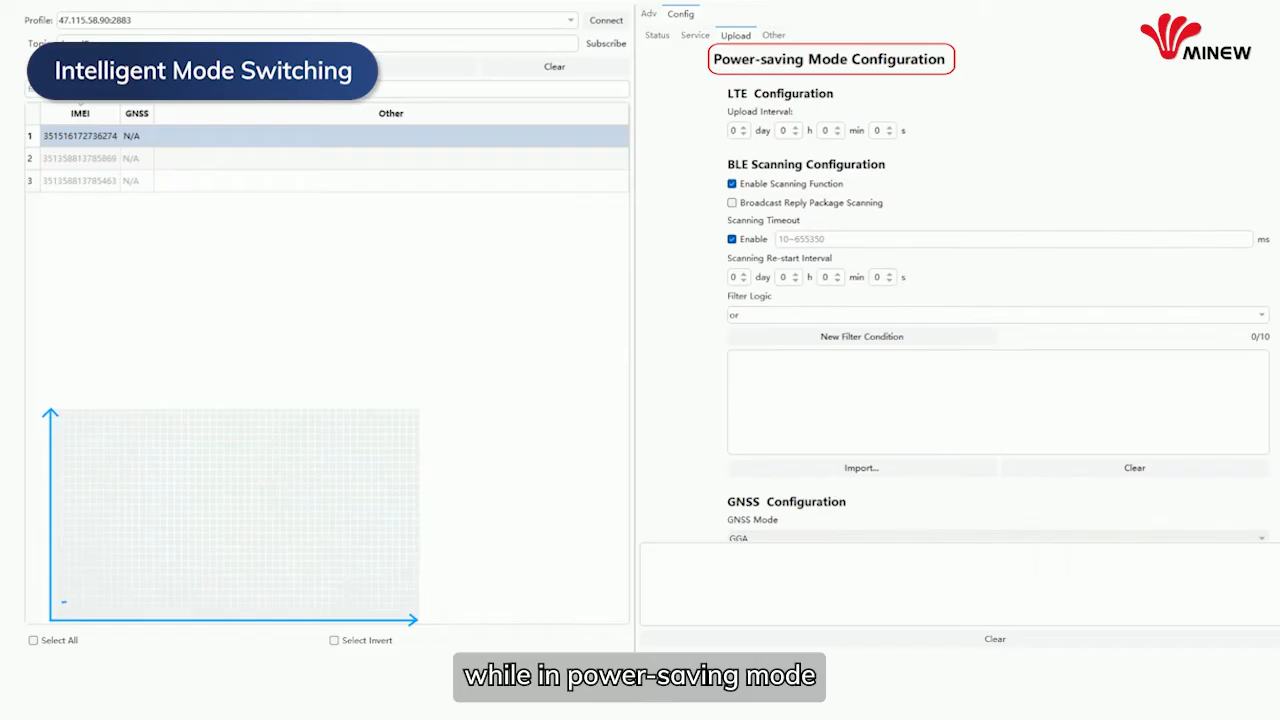 Profile: 47.115.58.90:2883 Connect
Subscribe
Intelligent Mode Switching
Clear
IMEI GNSS Other
1 351516172736274 N/A
2 351358813785869 N/A
3 351358813785463 N/A
Select All Select Invert
Adv Config
Status Service Upload Other
Power-saving Mode Configuration
MINEW
LTE Configuration
Upload Interval:
0 day 0 h 0 min 0 s
BLE Scanning Configuration
Enable Scanning Function
Broadcast Reply Package Scanning
Scanning Timeout
Enable 10~655350 ms
Scanning Re-start Interval
0 day 0 h 0 min 0 s
Filter Logic
or
New Filter Condition 0/10
Import... Clear
GNSS Configuration
GNSS Mode
GGA
Clear
while in power-saving mode